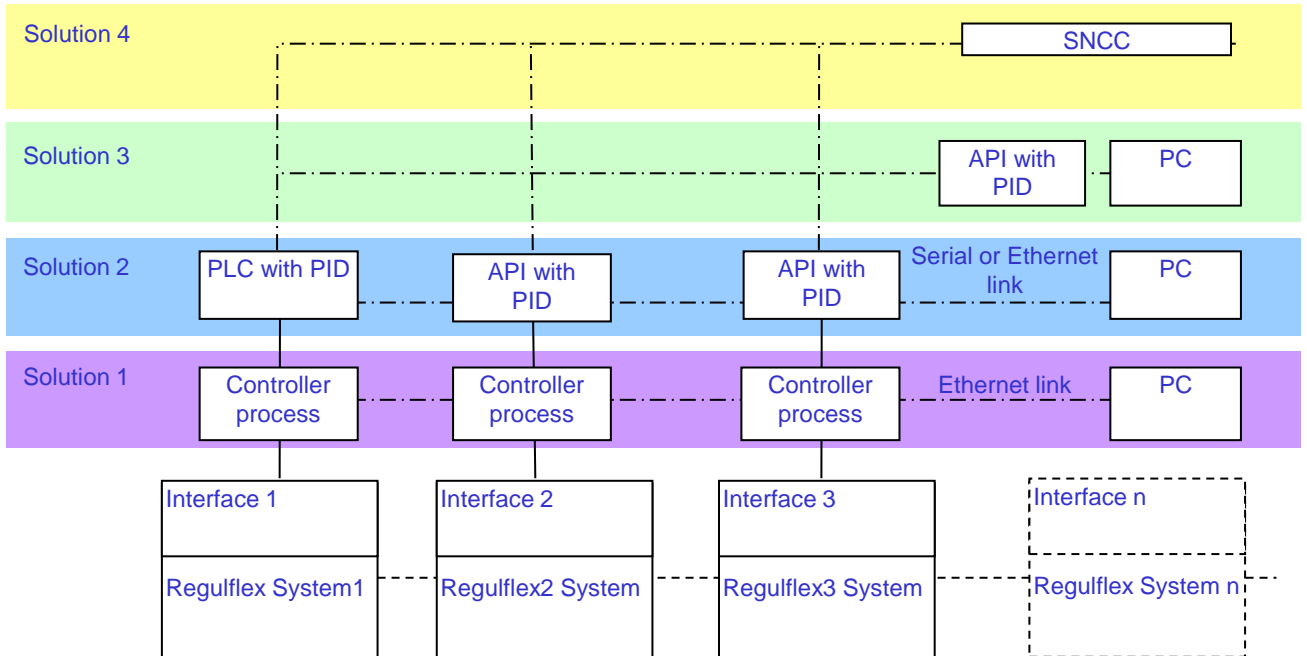 Solution 4
SNCC
Solution 3
API with
PID
PC
Solution 2
PLC with PID
API with
PID
API with
PID
Serial or Ethernet
link
PC
Solution 1
Controller
process
Controller
process
Controller
process
Ethernet link
PC
Interface 1
Interface 2
Interface 3
Interface n
Regulflex System1
Regulflex2 System
Regulflex3 System
Regulflex System n